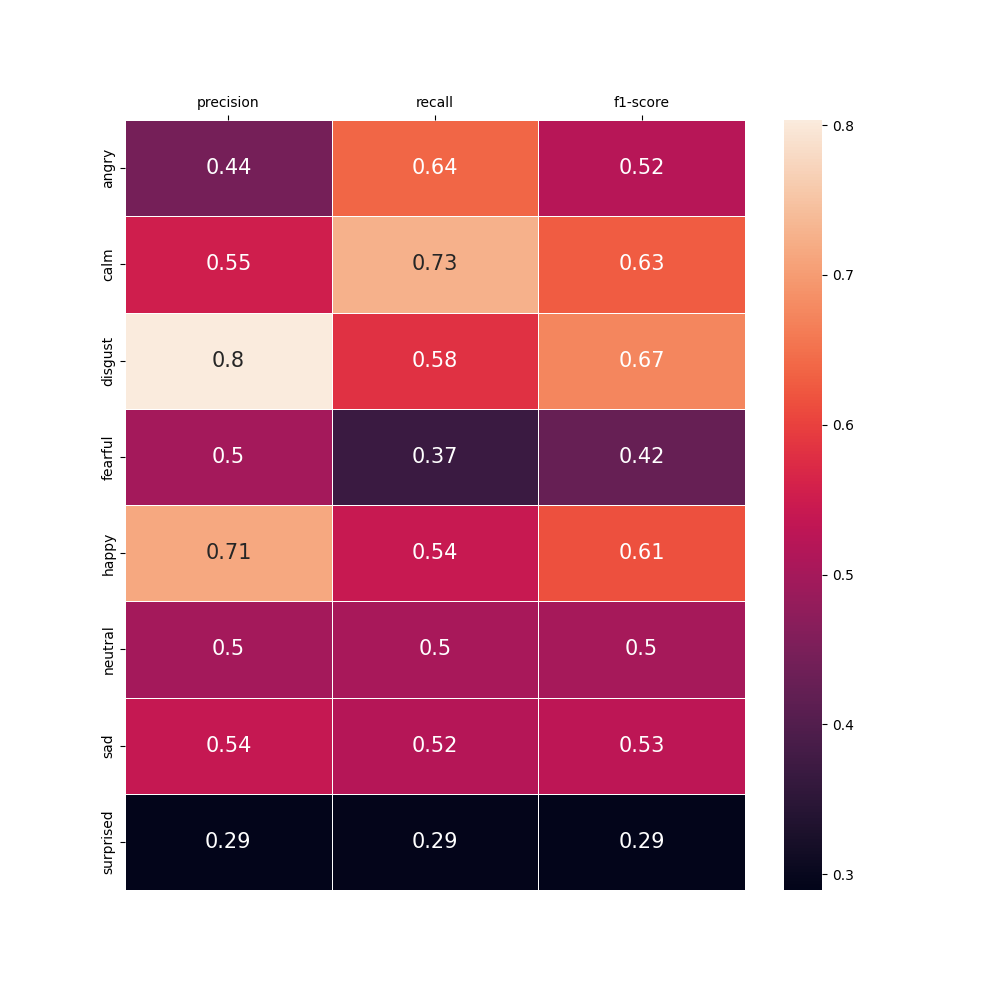 precision recall f1-score
angry 0.44 0.64 0.52
calm 0.55 0.73 0.63
disgust 0.8 0.58 0.67
fearful 0.5 0.37 0.42
happy 0.71 0.54 0.61
neutral 0.5 0.5 0.5
sad 0.54 0.52 0.53
surprised 0.29 0.29 0.29
0.8
0.7
0.6
0.5
0.4
0.3